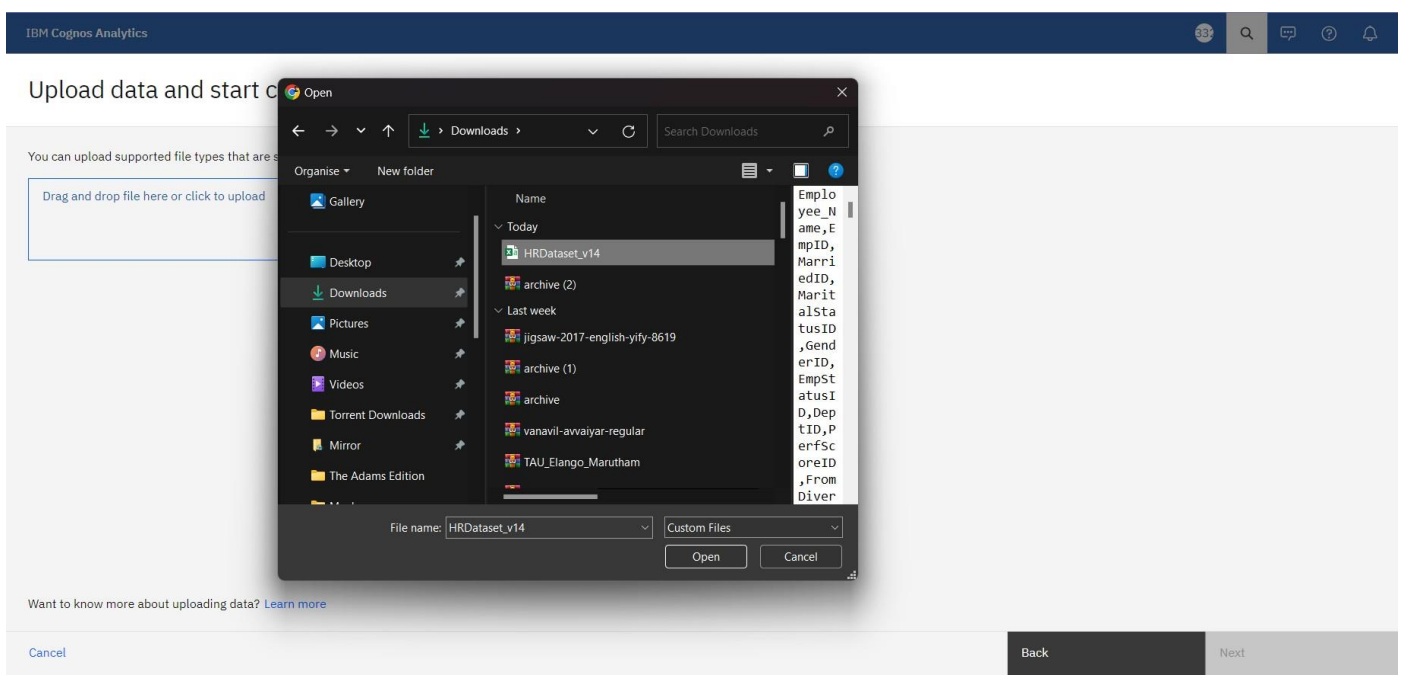 IBM Cognos Analytics
Upload data and start c
You can upload supported file types that are s
Drag and drop file here or click to upload
Open
Downloads
Search Downloads
Organise
New folder
Gallery
Desktop
Downloads
Pictures
Music
Videos
Torrent Downloads
Mirror
The Adams Edition
Name
Today
HRDataset_v14
archive (2)
Last week
jigsaw-2017-english-yify-8619
archive (1)
archive
vanavil-avvaiyar-regular
TAU_Elango_Marutham
Emplo
yee_N
ame,E
mpID,
Marri
edID,
Marit
alSta
tusID
,Gend
erID,
EmpSt
atusI
D,Dep
tID,P
erfSc
oreID
,From
Diver
File name: HRDataset_v14
Custom Files
Open
Cancel
Want to know more about uploading data? Learn more
Cancel
Back
Next